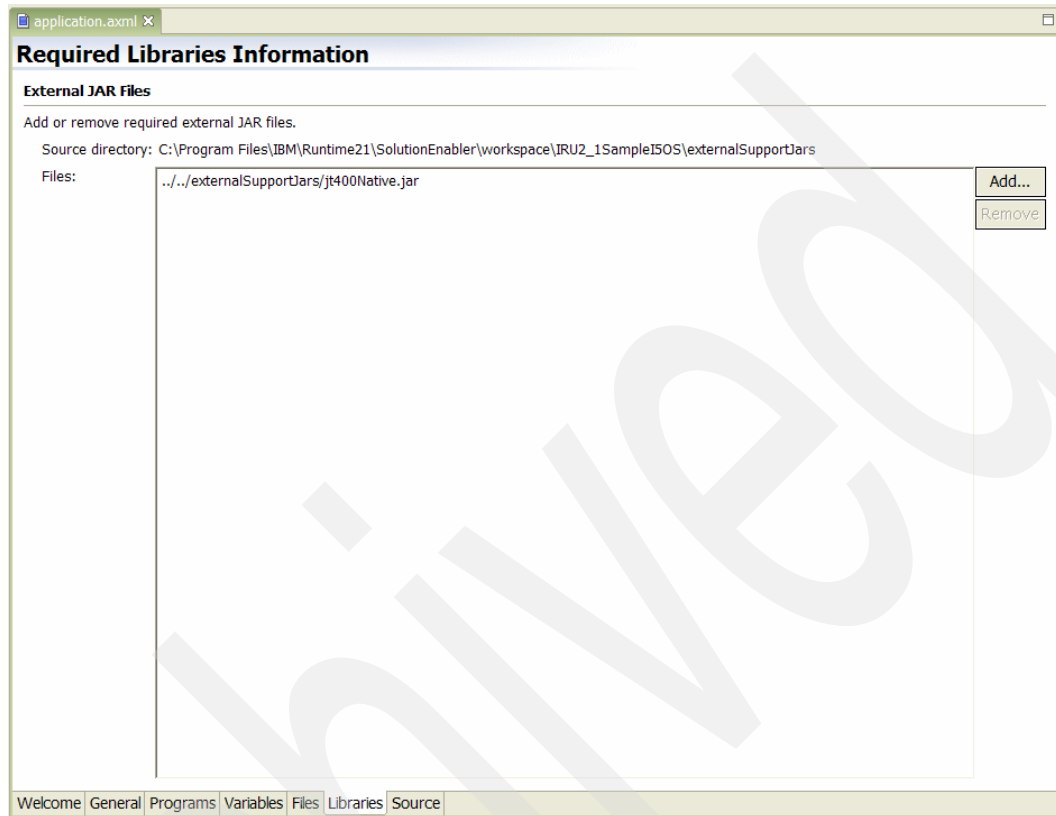 application.axml
Required Libraries Information
External JAR Files
Add or remove required external JAR files.
Source directory: C:\Program Files\IBM\Runtime21\SolutionEnabler\workspace\IRU2_1SampleI5OS\externalSupportJars
Files:
../../externalSupportJars/jt400Native.jar
Add...
Remove
hived
Welcome General Programs Variables Files Libraries Source